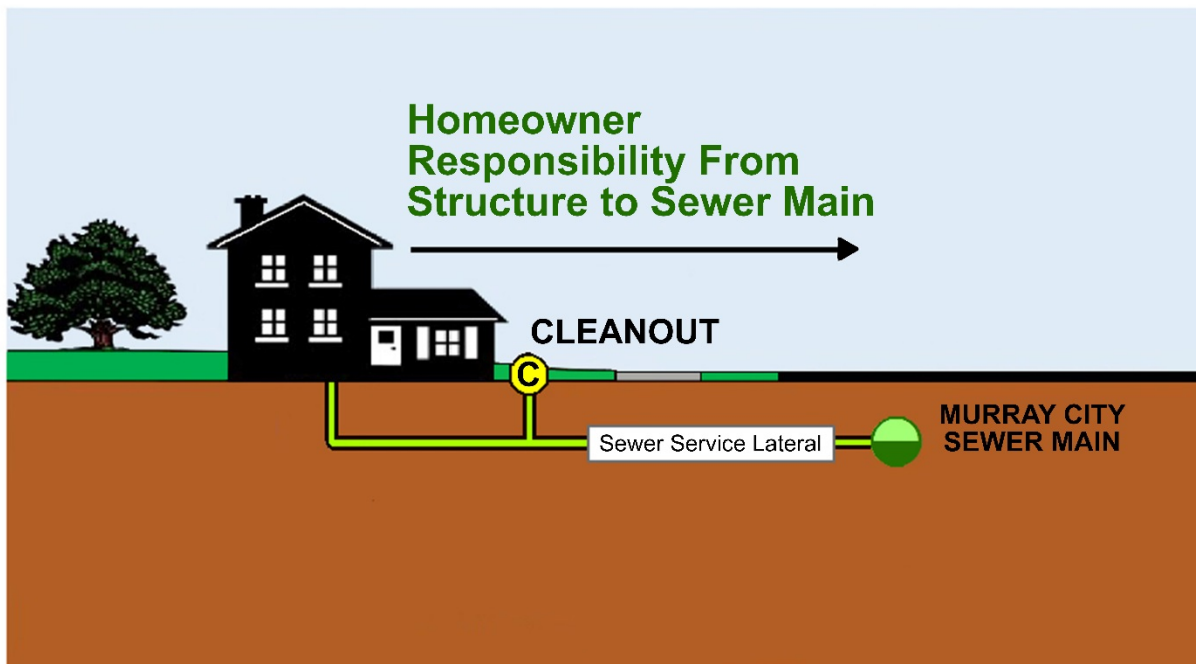 Homeowner
Responsibility From
Structure to Sewer Main
CLEANOUT
C
Sewer Service Lateral
MURRAY CITY
SEWER MAIN